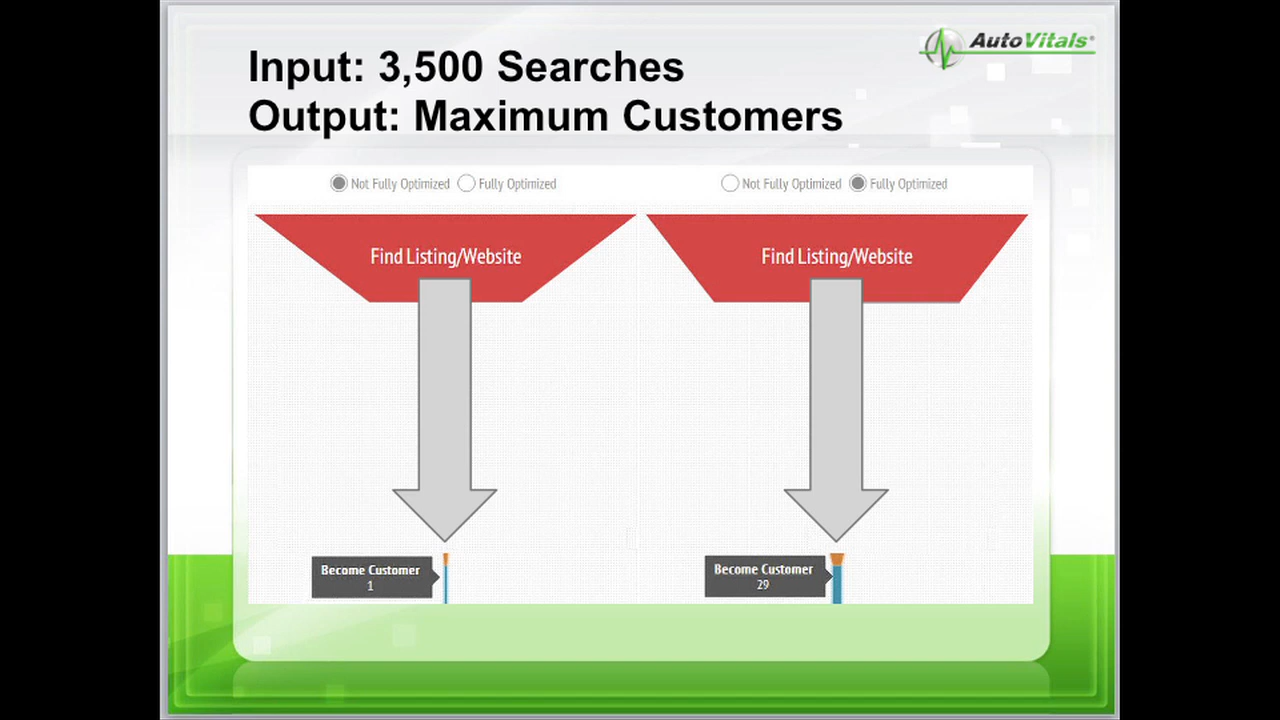 AutoVitals®
Input: 3,500 Searches
Output: Maximum Customers
Not Fully Optimized Fully Optimized
Not Fully Optimized Fully Optimized
Find Listing/Website
Find Listing/Website
Become Customer
1
Become Customer
29